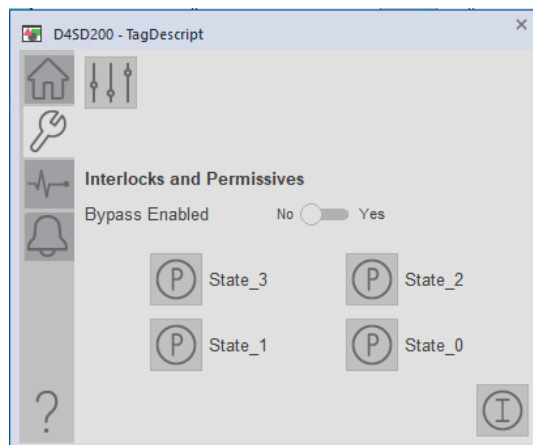 D4SD200 - TagDescript
Interlocks and Permissives
Bypass Enabled No Yes
P State_3 P State_2
P State_1 P State_0
?
I